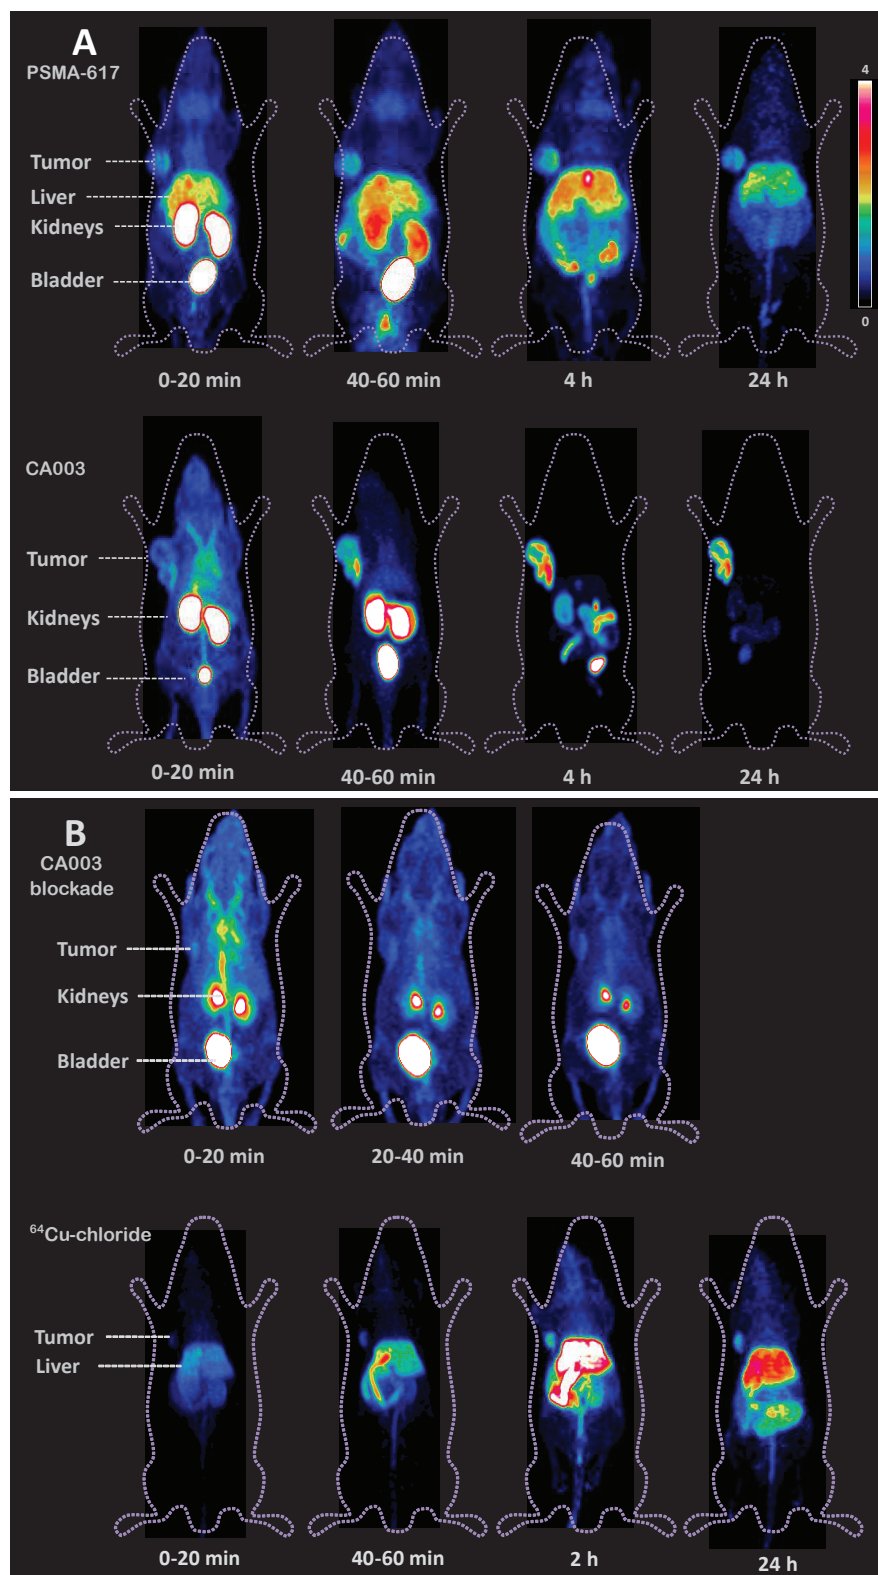 A
PSMA-617
4
Tumor
Liver
Kidneys
Bladder
0
0-20 min
40-60 min
4 h
24 h
CA003
Tumor
Kidneys
Bladder
0-20 min
40-60 min
4 h
24 h
B
CA003
blockade
Tumor
Kidneys
Bladder
0-20 min
20-40 min
40-60 min
64Cu-chloride
Tumor
Liver
0-20 min
40-60 min
2 h
24 h